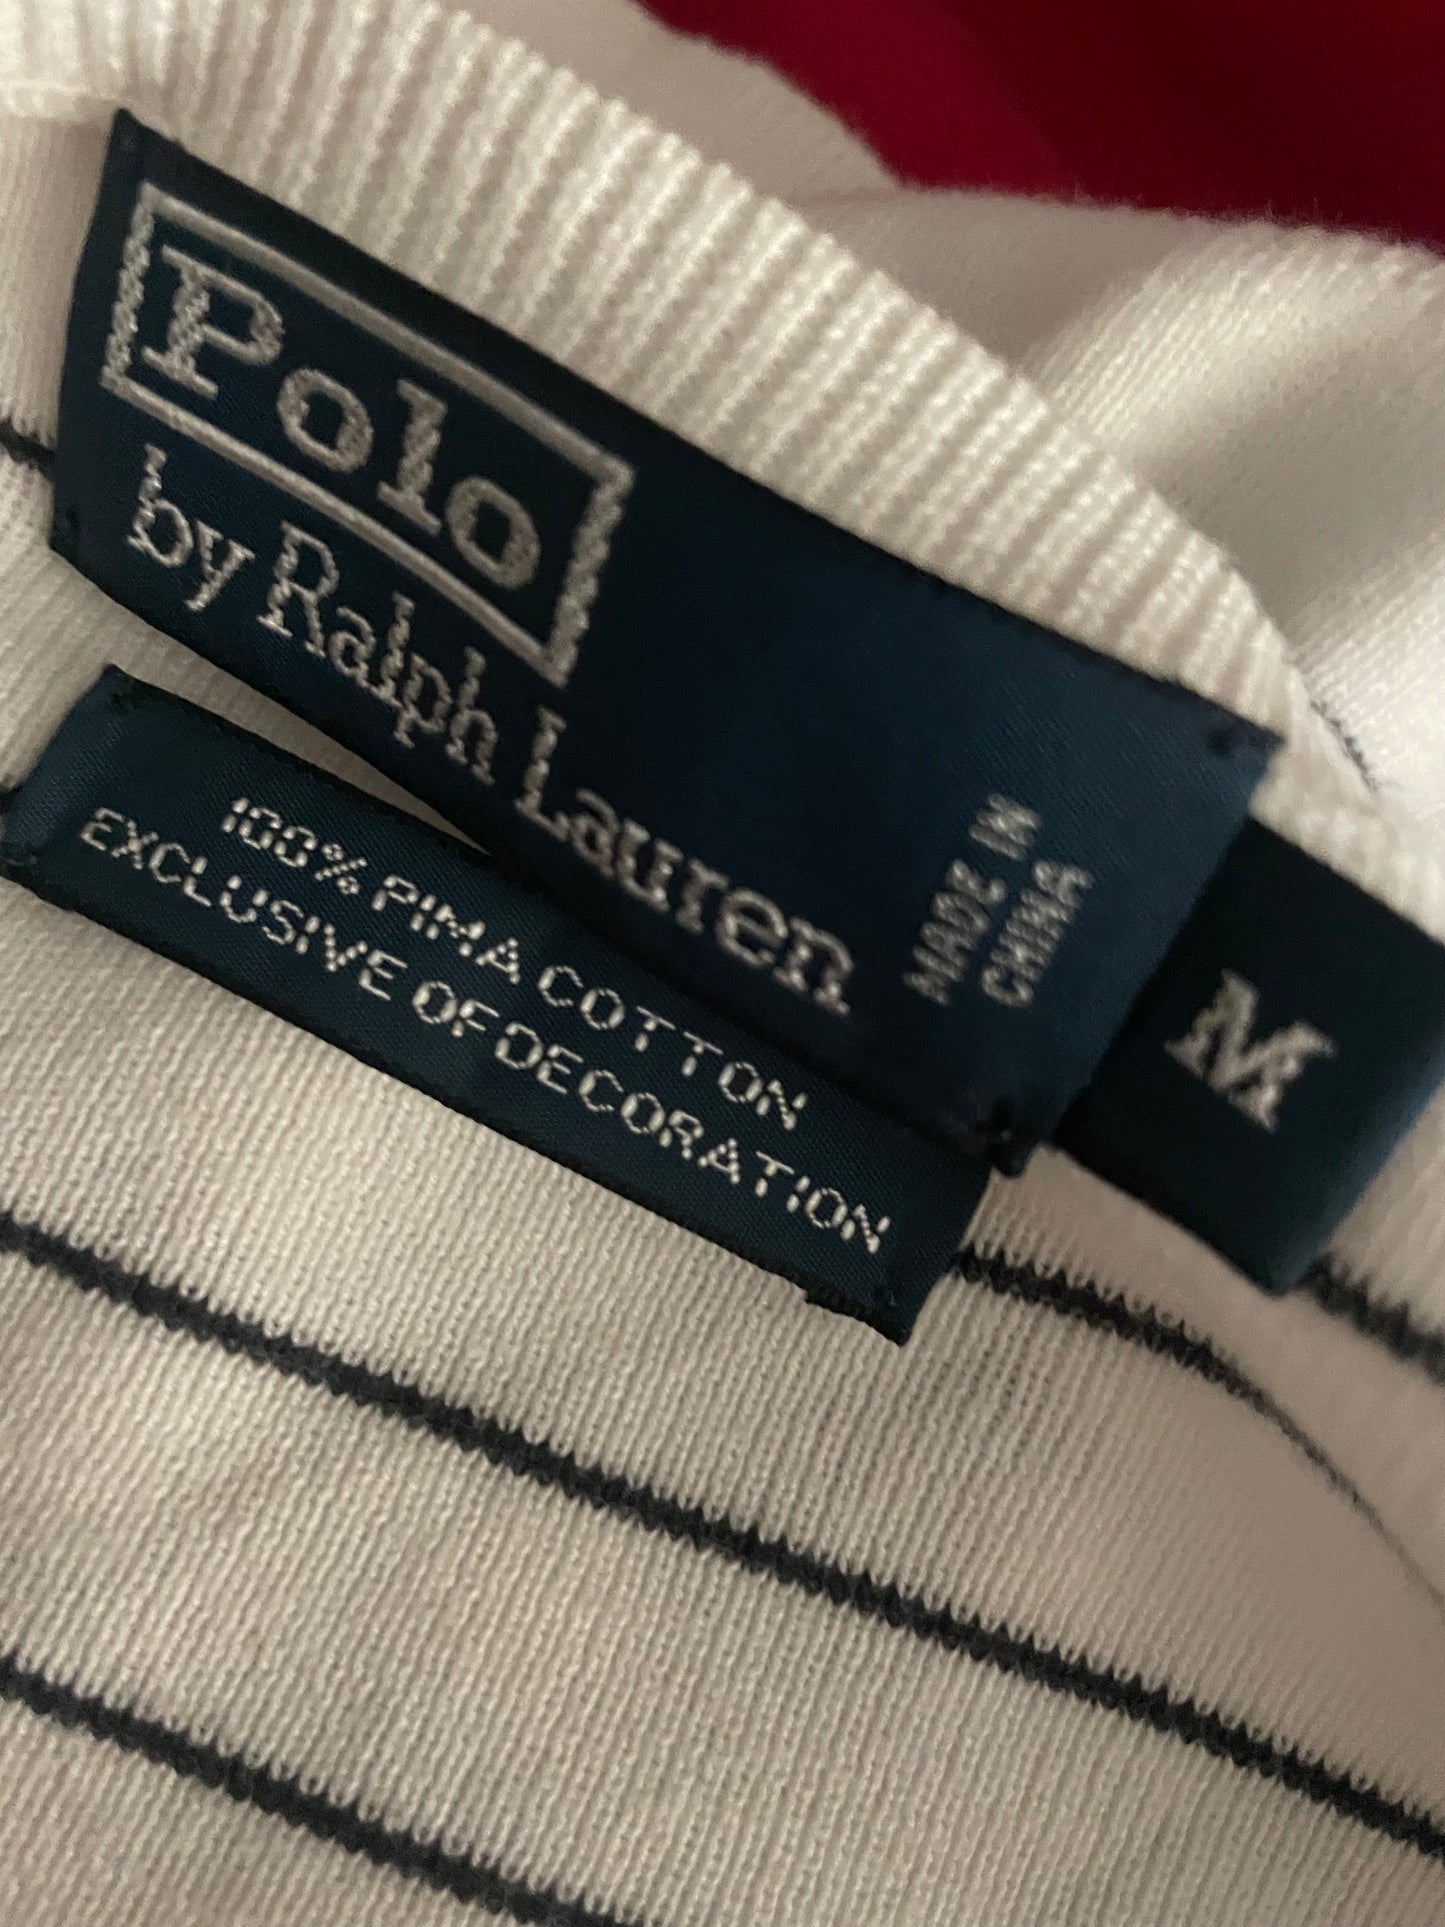 Polo
by Ralph Lauren
MADE IN
CHINA
M
100% PIMA COTTON
EXCLUSIVE OF DECORATION